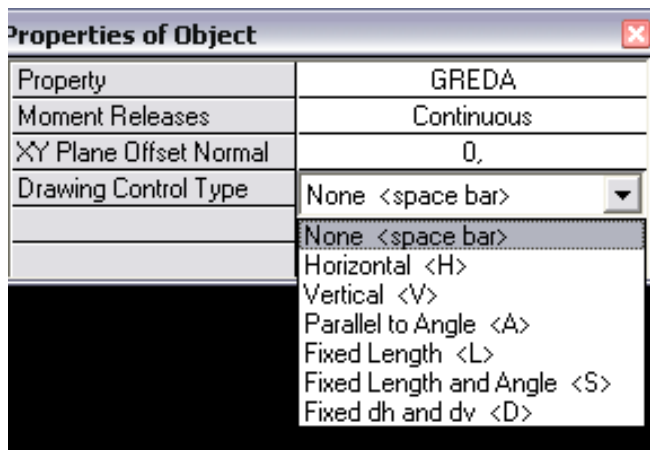 Properties of Object
Property GREDA
Moment Releases Continuous
XY Plane Offset Normal 0,
Drawing Control Type None <space bar>
None <space bar>
Horizontal <H>
Vertical <V>
Parallel to Angle <A>
Fixed Length <L>
Fixed Length and Angle <S>
Fixed dh and dv <D>